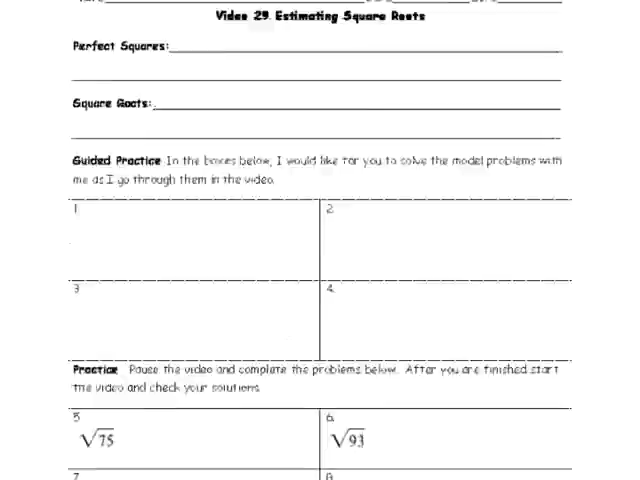 Video 29 Estimating Square Roots
Perfect Squares:
Square Roots:
Guided Practice In the boxes below, I would like for you to solve the model problems with
me as I go through them in the video.
1
2
3
4
Practice Pause the video and complete the problems below. After you are finished start
the video and check your solutions.
5
6
√75
√93
7
8